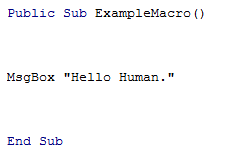 Public Sub ExampleMacro()
MsgBox "Hello Human."
End Sub